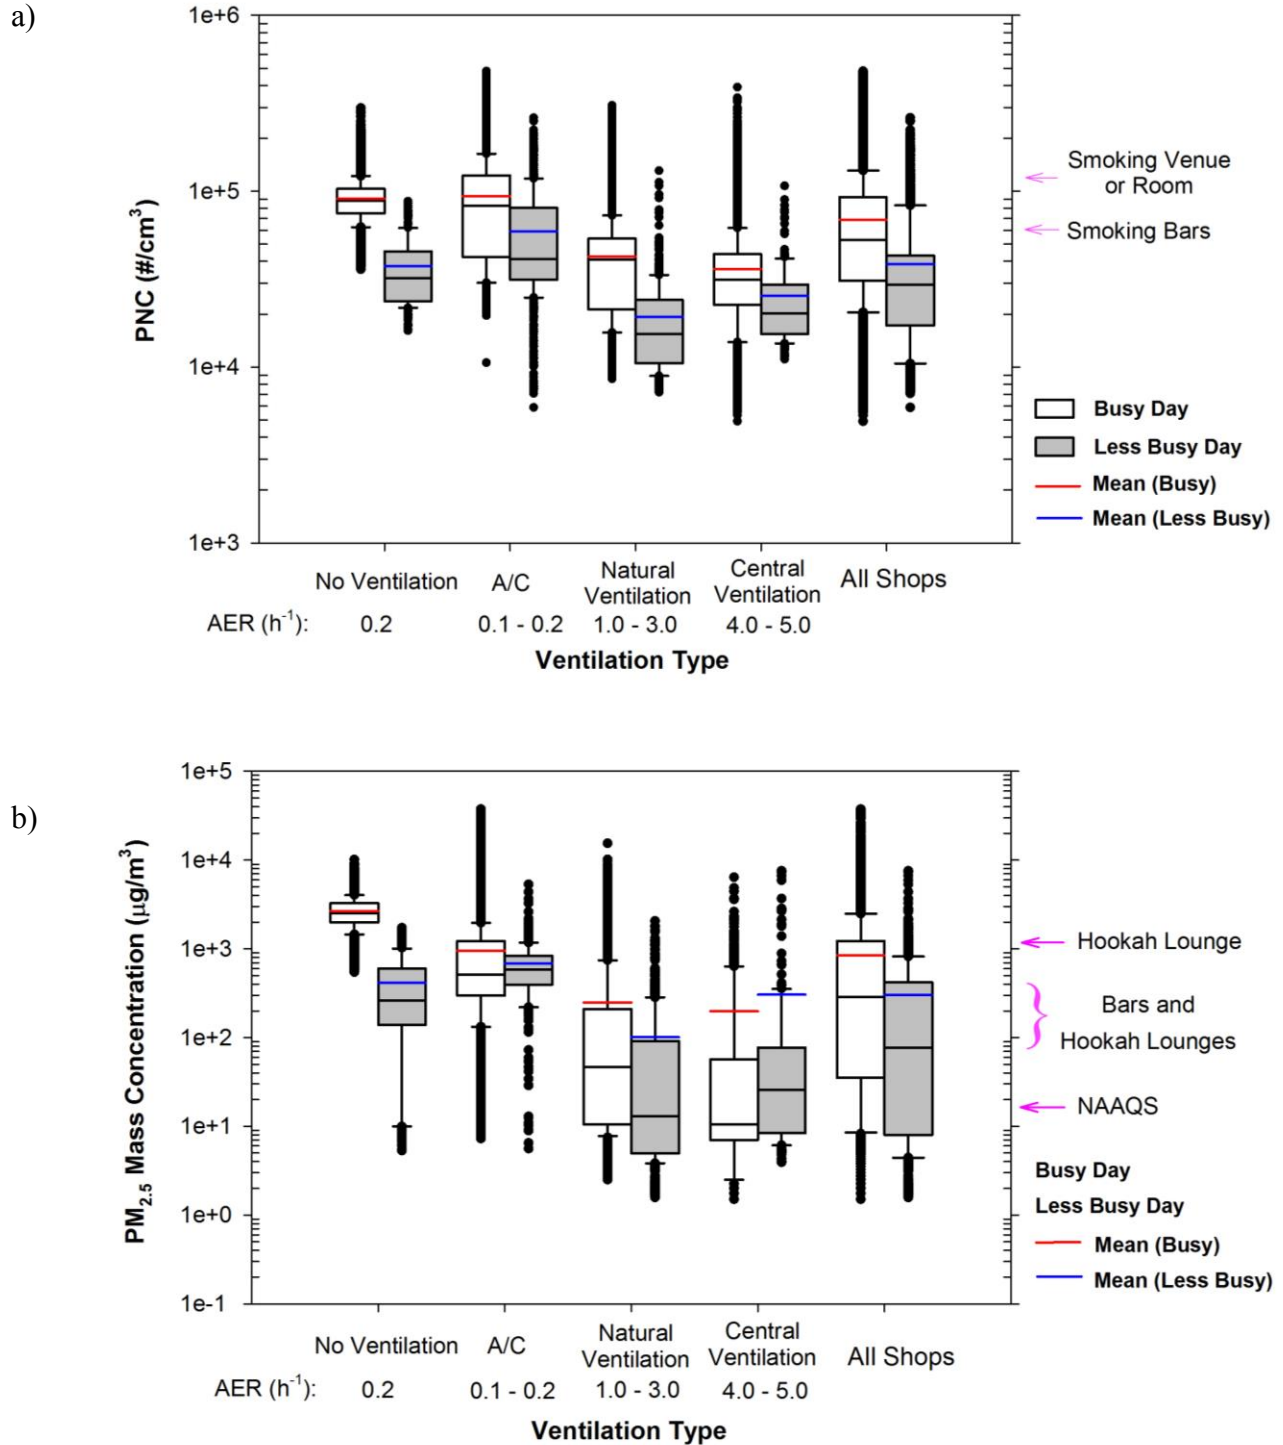 a)
1e+6
1e+5
1e+4
1e+3
PNC (#/cm³)
Smoking Venue
or Room
Smoking Bars
Busy Day
Less Busy Day
Mean (Busy)
Mean (Less Busy)
No Ventilation
A/C
Natural
Ventilation
Central
Ventilation
All Shops
AER (h⁻¹): 0.2 0.1 - 0.2 1.0 - 3.0 4.0 - 5.0
Ventilation Type
b)
1e+5
1e+4
1e+3
1e+2
1e+1
1e+0
1e-1
PM₂.₅ Mass Concentration (µg/m³)
Hookah Lounge
Bars and
Hookah Lounges
NAAQS
Busy Day
Less Busy Day
Mean (Busy)
Mean (Less Busy)
No Ventilation
A/C
Natural
Ventilation
Central
Ventilation
All Shops
AER (h⁻¹): 0.2 0.1 - 0.2 1.0 - 3.0 4.0 - 5.0
Ventilation Type